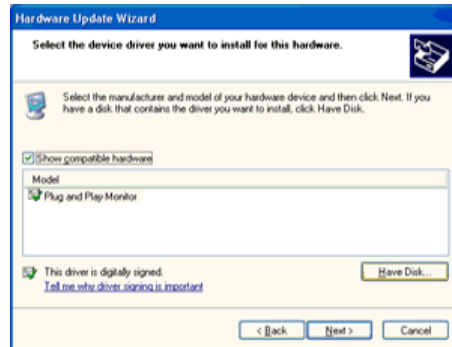 Hardware Update Wizard
Select the device driver you want to install for this hardware.
Select the manufacturer and model of your hardware device and then click Next. If you
have a disk that contains the driver you want to install, click Have Disk.
Show compatible hardware
Model
Plug and Play Monitor
This driver is digitally signed.
Have Disk...
Tell me why driver signing is important
< Back
Next >
Cancel